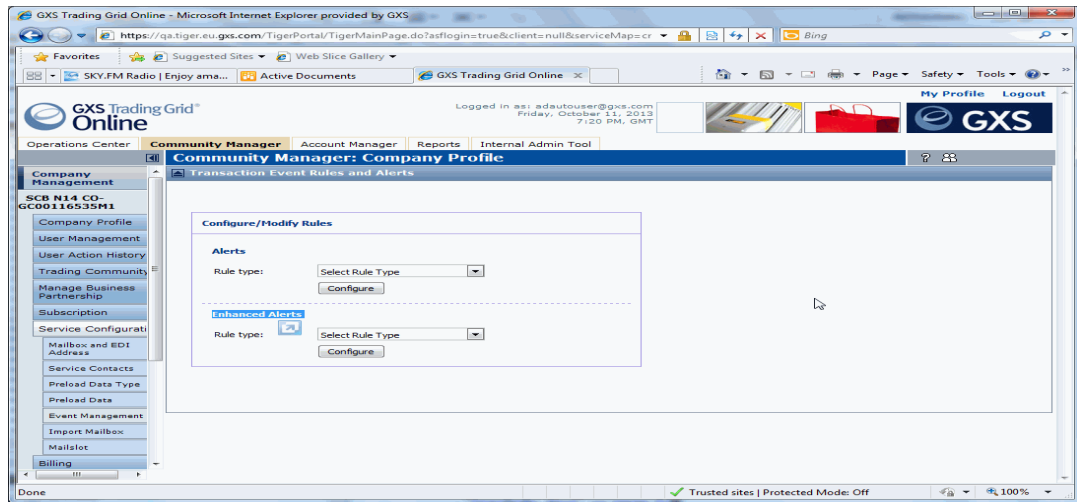 GXS Trading Grid Online - Microsoft Internet Explorer provided by GXS
https://qa.tiger.eu.gxs.com/TigerPortal/TigerMainPage.do?asflogin=true&client=null&serviceMap=cr
Bing
Favorites Suggested Sites Web Slice Gallery
SKY.FM Radio | Enjoy ama... Active Documents GXS Trading Grid Online Page Safety Tools
My Profile Logout
GXS Trading Grid®
Online
Logged in as: adautouser@gxs.com
Friday, October 11, 2013
7:20 PM, GMT
GXS
Operations Center Community Manager Account Manager Reports Internal Admin Tool
Community Manager: Company Profile
Company Management
Transaction Event Rules and Alerts
SCB N14 CO-
GC00116535M1
Company Profile
User Management
User Action History
Trading Community
Manage Business
Partnership
Subscription
Service Configurati
Mailbox and EDI
Address
Service Contacts
Preload Data Type
Preload Data
Event Management
Import Mailbox
Mailslot
Billing
Configure/Modify Rules
Alerts
Rule type: Select Rule Type
Configure
Enhanced Alerts
Rule type: Select Rule Type
Configure
Done
Trusted sites | Protected Mode: Off
100%